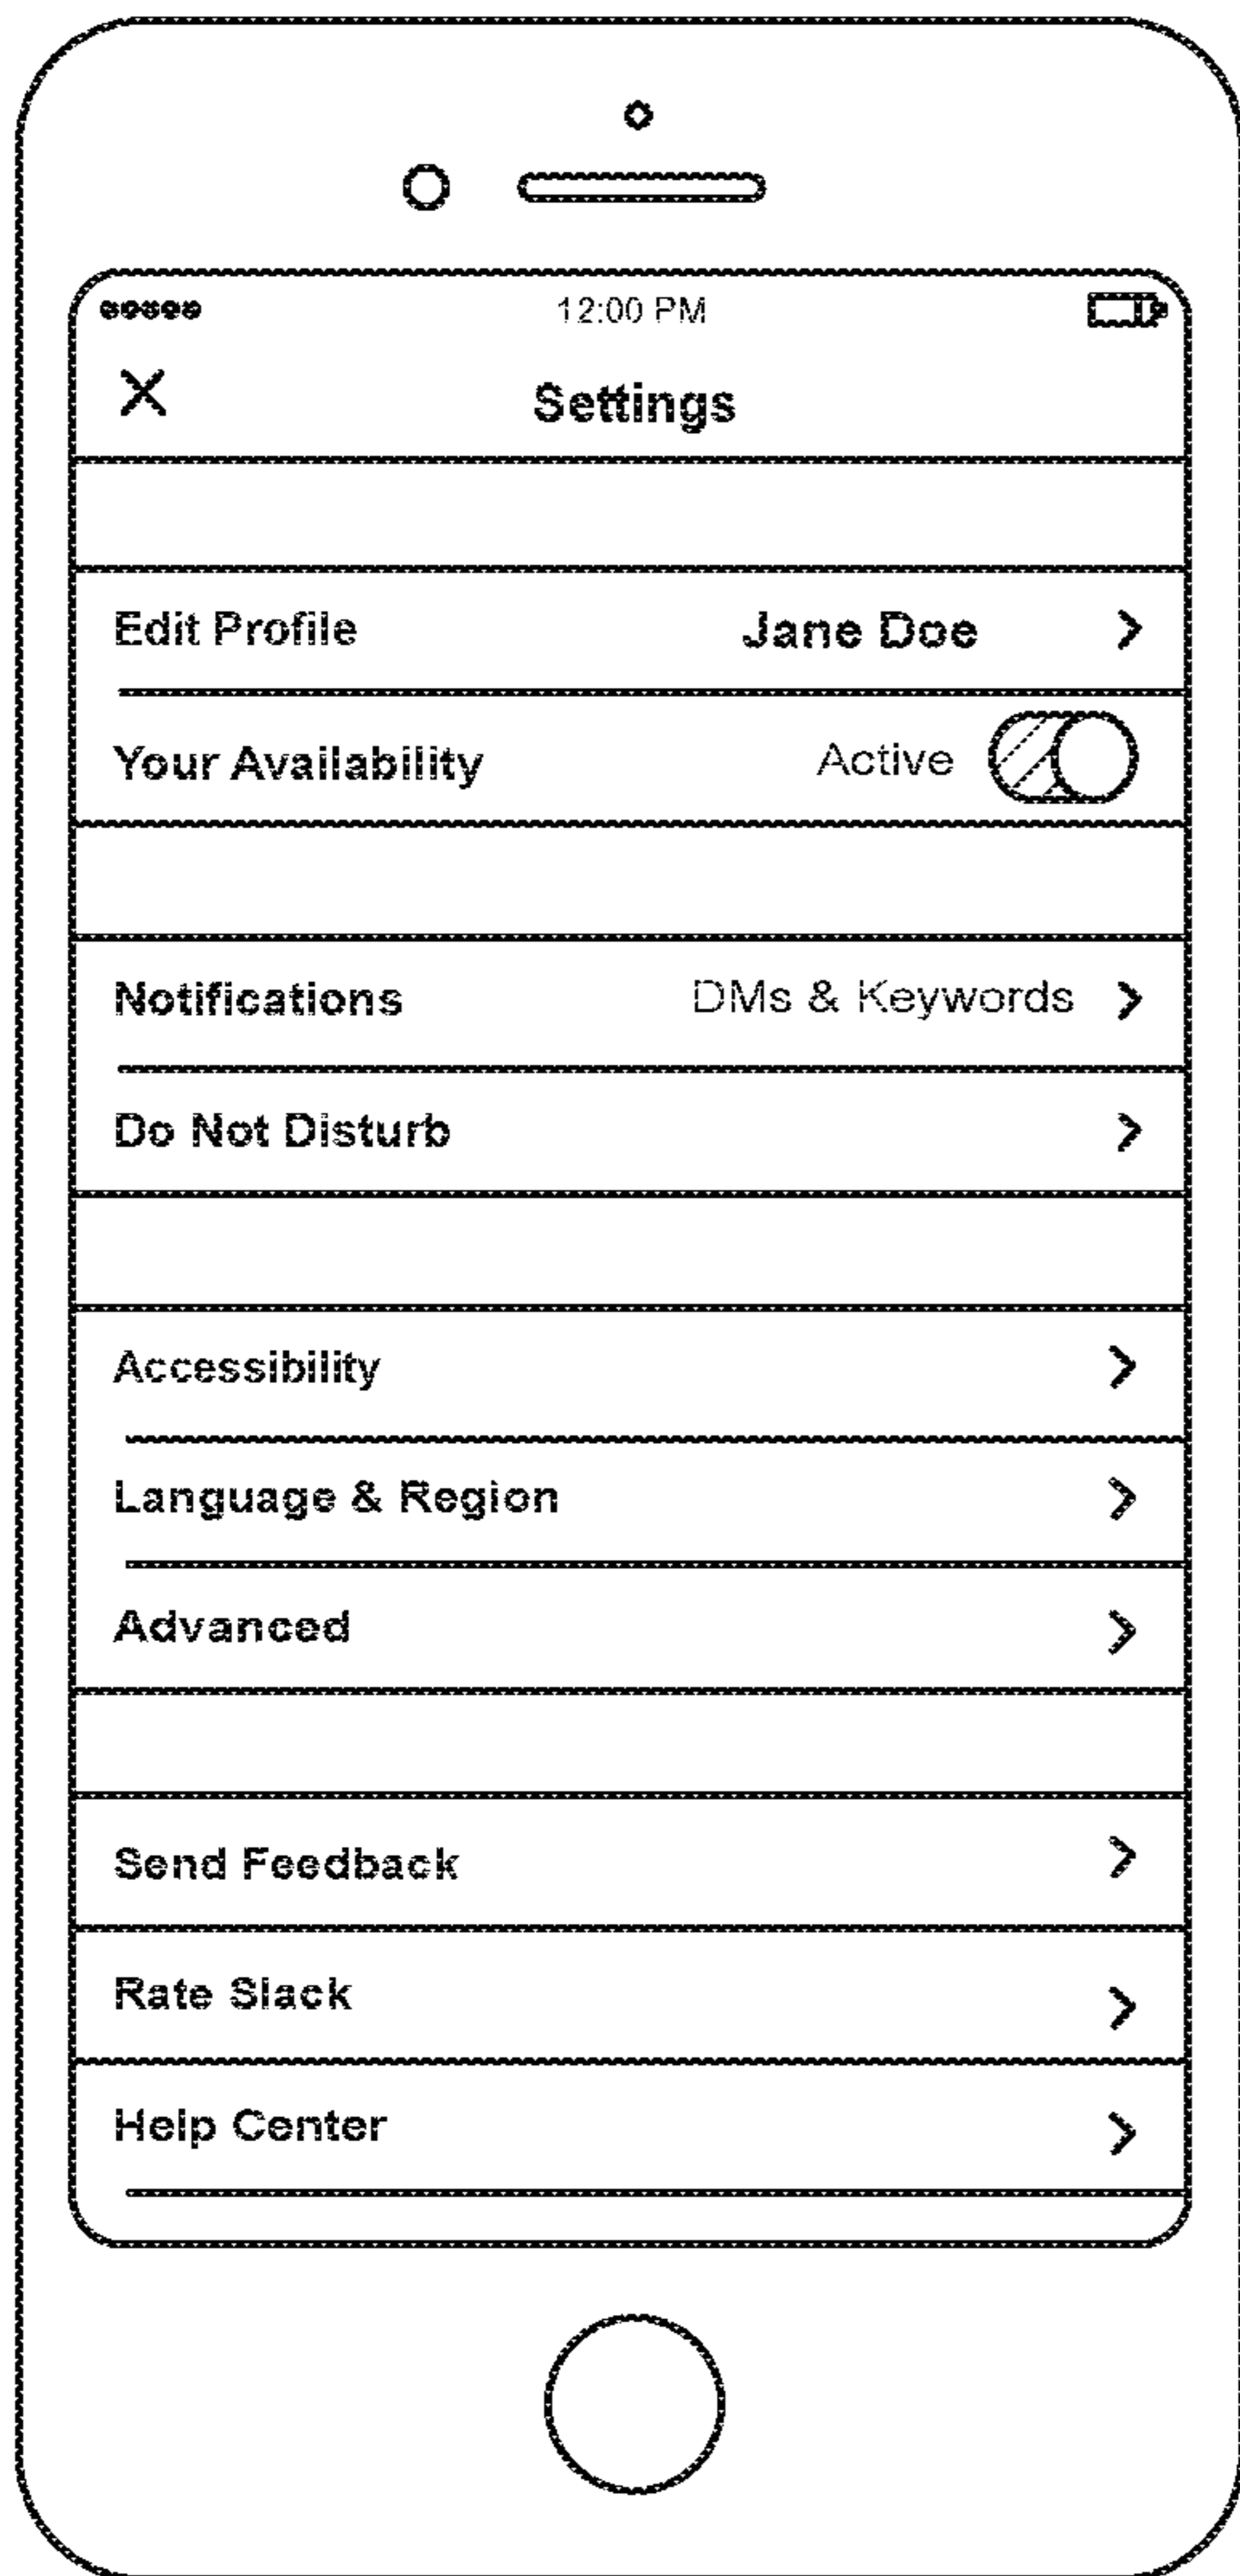 12:00 PM
Settings
Edit Profile Jane Doe
Your Availability Active
Notifications DMs & Keywords
Do Not Disturb
Accessibility
Language & Region
Advanced
Send Feedback
Rate Slack
Help Center